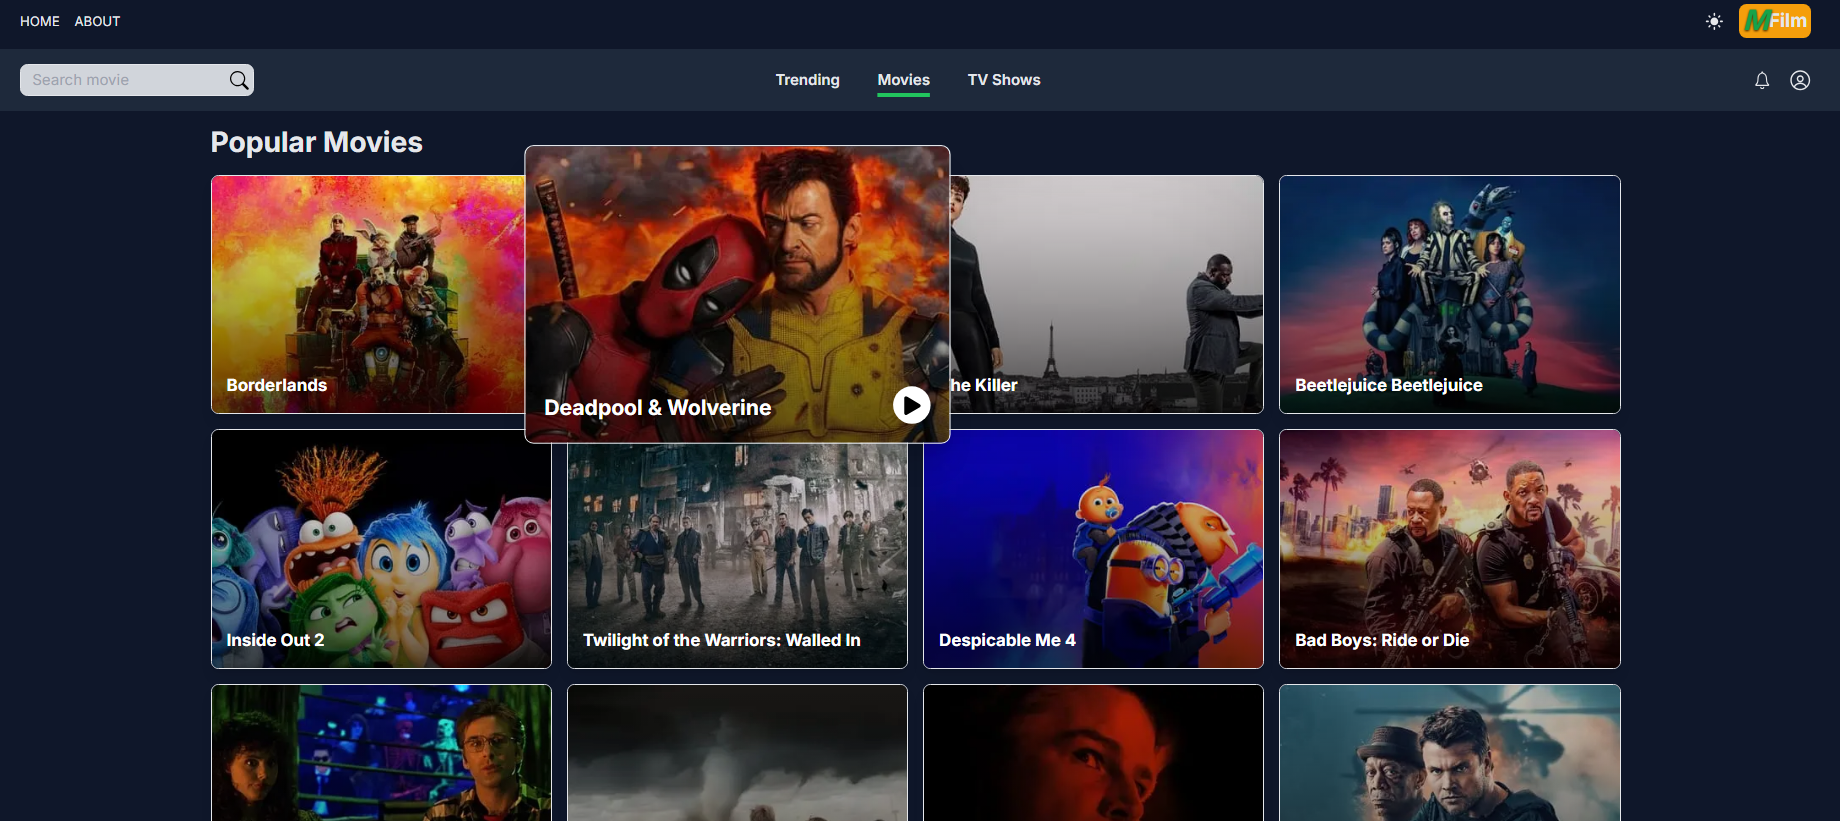 HOME ABOUT
MFilm
Search movie
Trending Movies TV Shows
Popular Movies
Borderlands
Deadpool & Wolverine
he Killer
Beetlejuice Beetlejuice
Inside Out 2
Twilight of the Warriors: Walled In
Despicable Me 4
Bad Boys: Ride or Die